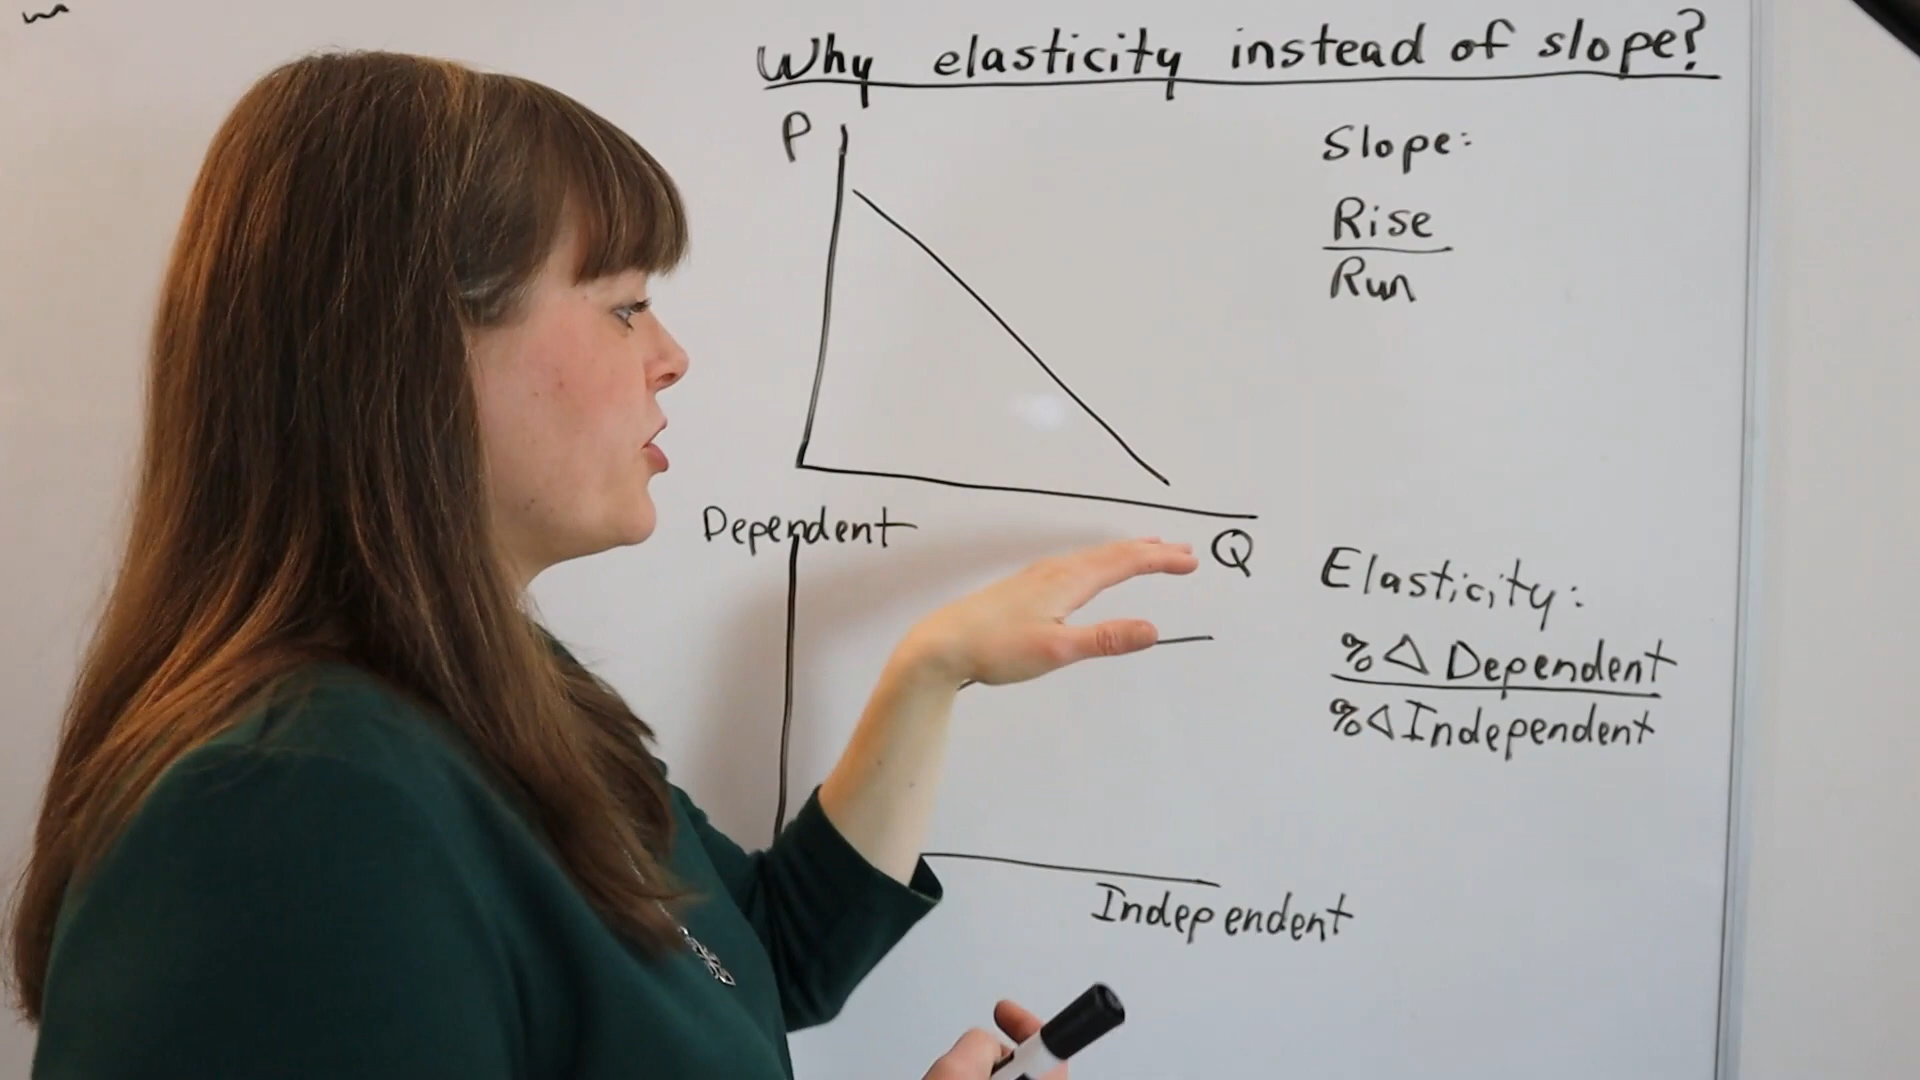 Why elasticity instead of slope?
P
Slope:
Rise
Run
Q
Dependent
Elasticity:
%Δ Dependent
%Δ Independent
Independent